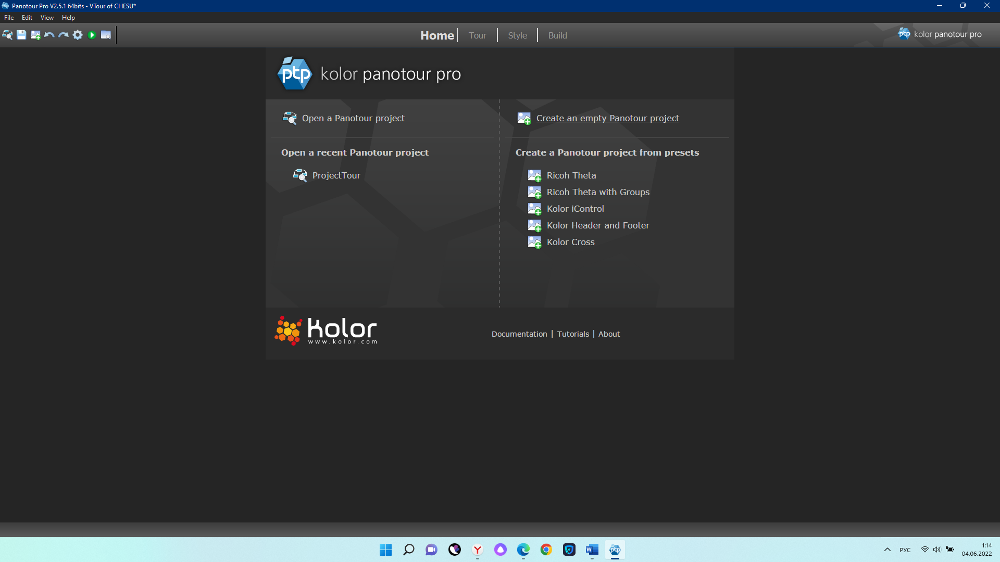 Panotour Pro V2.5.1 64bits - VTour of CHESU*
File Edit View Help
Home Tour Style Build
ptp kolor panotour pro
ptp kolor panotour pro
Open a Panotour project
Create an empty Panotour project
Open a recent Panotour project
ProjectTour
Create a Panotour project from presets
Ricoh Theta
Ricoh Theta with Groups
Kolor iControl
Kolor Header and Footer
Kolor Cross
kolor
www.kolor.com
Documentation | Tutorials | About
Y
W
ptp
РУС
1:14
04.06.2022